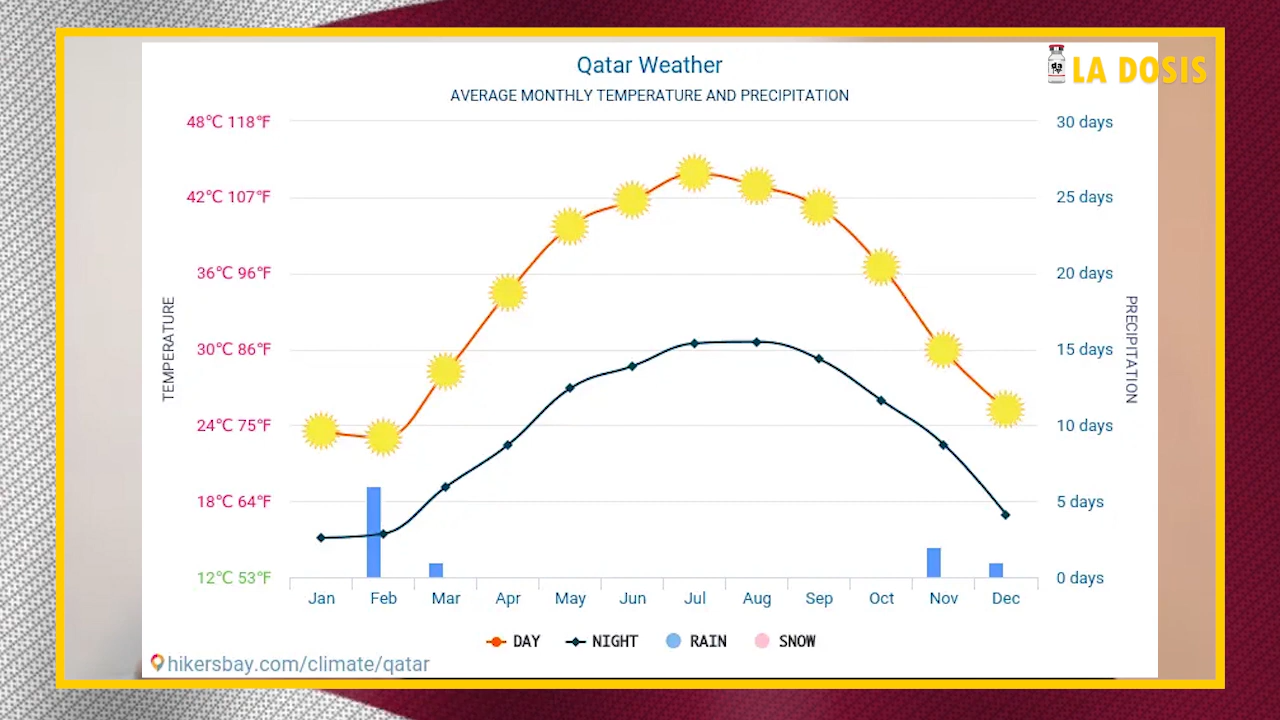 Qatar Weather
LA DOSIS
AVERAGE MONTHLY TEMPERATURE AND PRECIPITATION
48℃ 118℉
30 days
42℃ 107℉
25 days
36℃ 96℉
20 days
TEMPERATURE
PRECIPITATION
30℃ 86℉
15 days
24℃ 75℉
10 days
18℃ 64℉
5 days
12℃ 53℉
0 days
Jan Feb Mar Apr May Jun Jul Aug Sep Oct Nov Dec
DAY NIGHT RAIN SNOW
hikersbay.com/climate/qatar